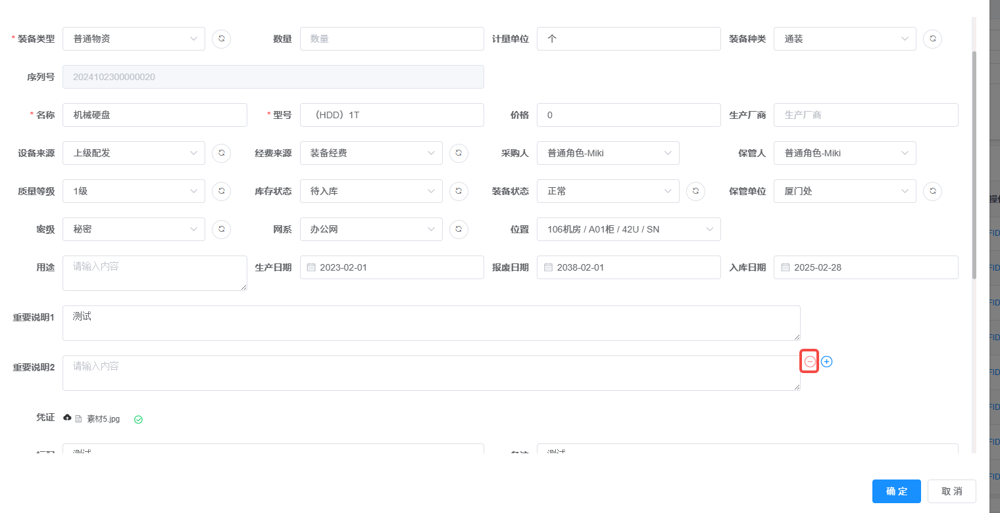 * 装备类型 普通物资 数量 数量 计量单位 个 装备种类 通装
序列号 2024102300000020
* 名称 机械硬盘 * 型号 （HDD）1T 价格 0 生产厂商 生产厂商
设备来源 上级配发 经费来源 装备经费 采购人 普通角色-Miki 保管人 普通角色-Miki
质量等级 1级 库存状态 待入库 装备状态 正常 保管单位 厦门处
密级 秘密 网系 办公网 位置 106机房 / A01柜 / 42U / SN
用途 请输入内容 生产日期 2023-02-01 报废日期 2038-02-01 入库日期 2025-02-28
重要说明1 测试
重要说明2 请输入内容
凭证 素材5.jpg
测试 备注 测试
确 定 取 消
FID
FID
FID
FID
FID
FID
FID
FID